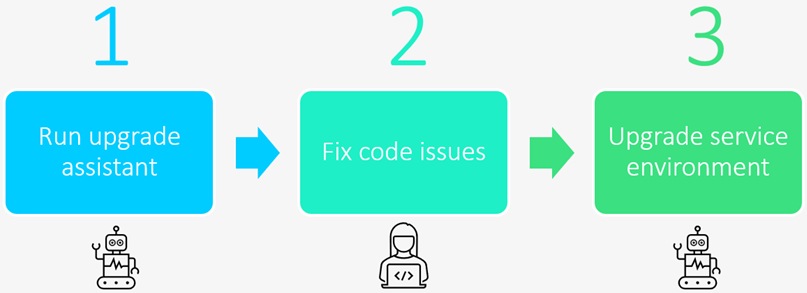 1
2
3
Run upgrade
assistant
Fix code issues
Upgrade service
environment
</>